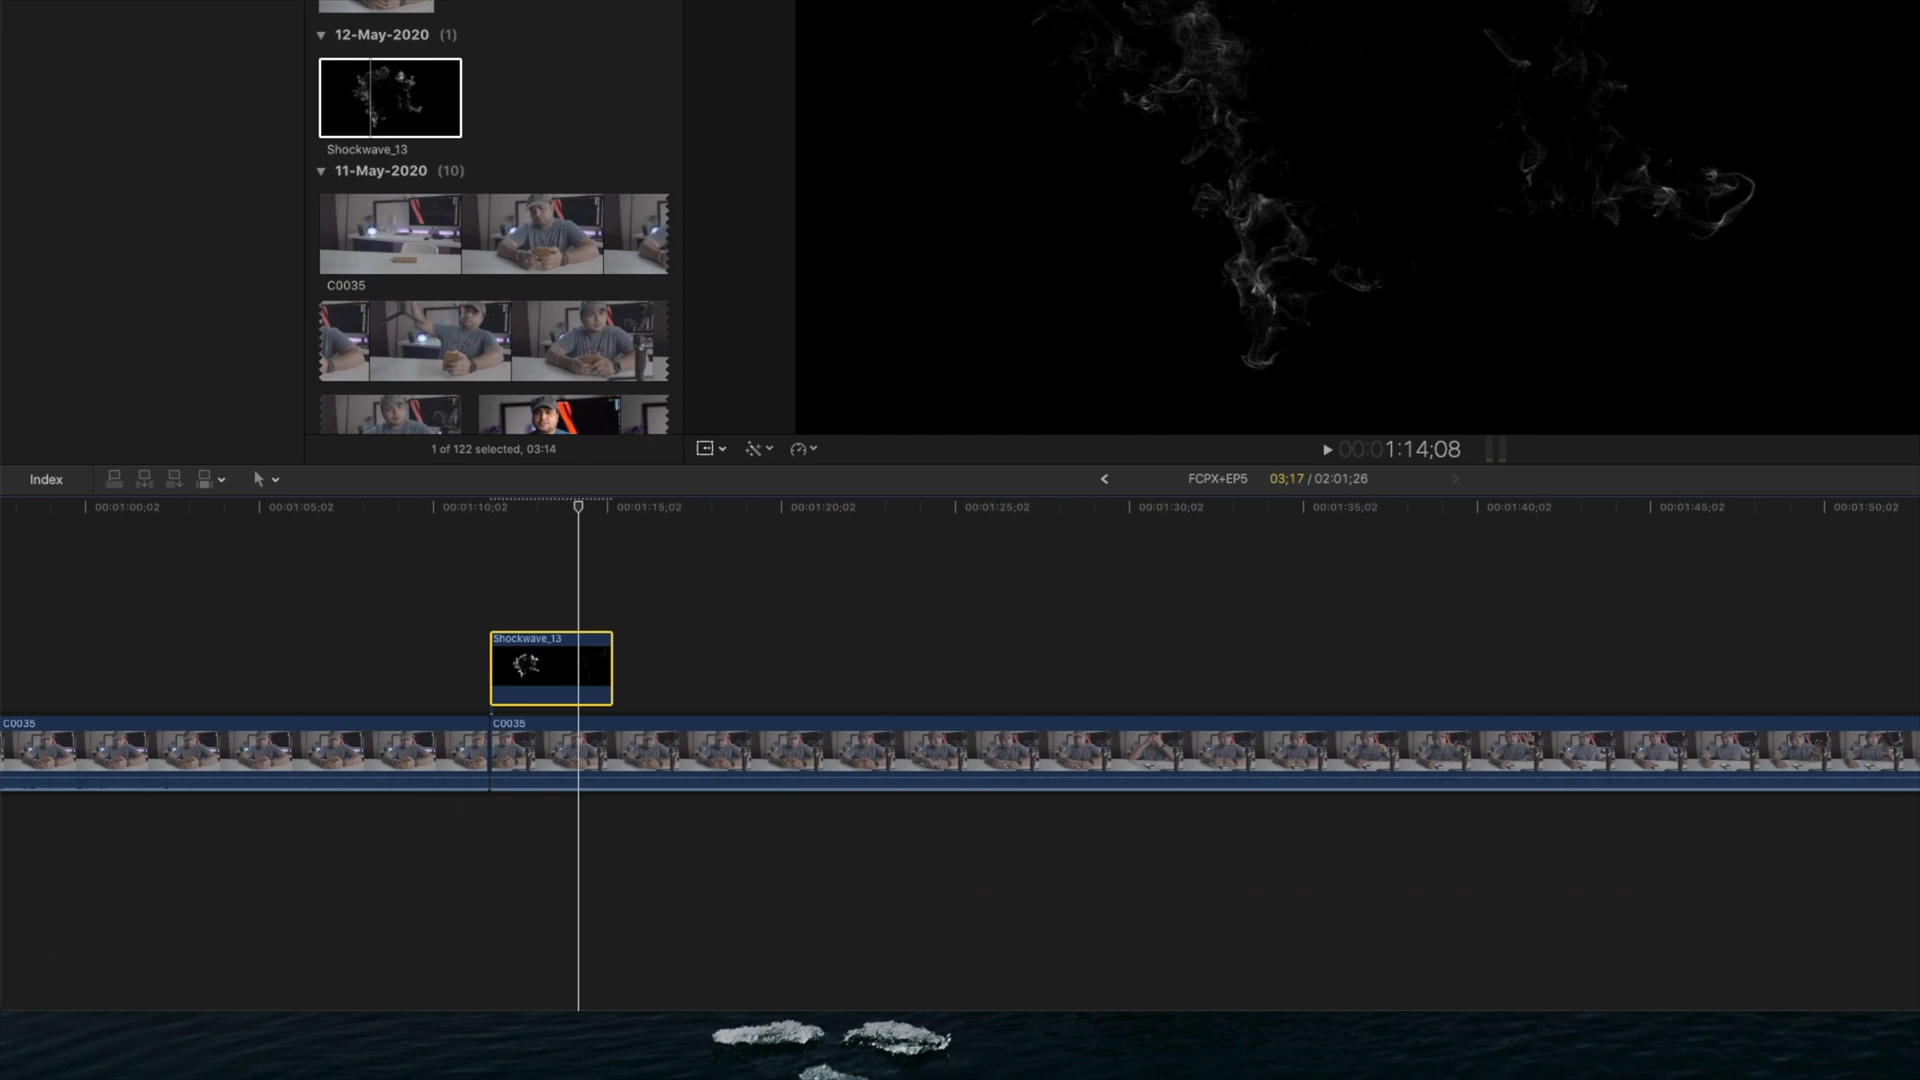 12-May-2020 (1)
Shockwave_13
11-May-2020 (10)
C0035
1 of 122 selected, 03:14
00:01:14;08
Index
FCPX+EP5 03;17 / 02:01;26
00:01:00;02 00:01:05;02 00:01:10;02 00:01:15;02 00:01:20;02 00:01:25;02 00:01:30;02 00:01:35;02 00:01:40;02 00:01:45;02 00:01:50;02
Shockwave_13
C0035 C0035